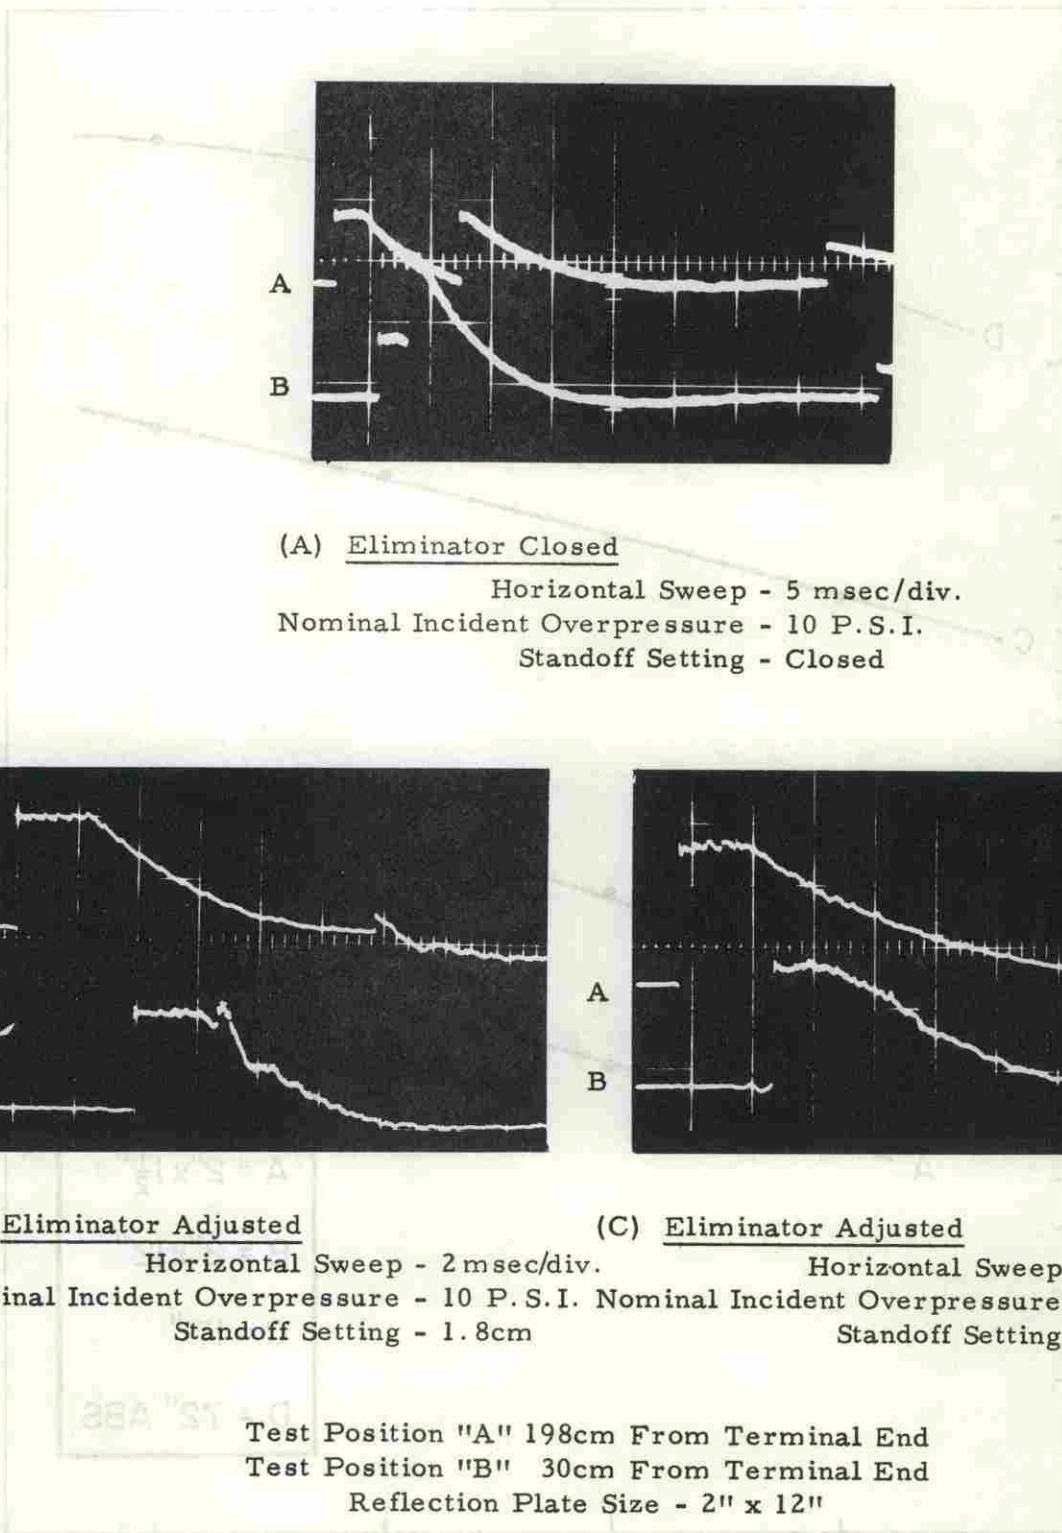 A
B
(A) Eliminator Closed
Horizontal Sweep - 5 msec/div.
Nominal Incident Overpressure - 10 P.S.I.
Standoff Setting - Closed
A
B
Eliminator Adjusted
Horizontal Sweep - 2 msec/div.
inal Incident Overpressure - 10 P.S.I.
Standoff Setting - 1.8cm
(C) Eliminator Adjusted
Horizontal Sweep
Nominal Incident Overpressure
Standoff Setting
Test Position "A" 198cm From Terminal End
Test Position "B" 30cm From Terminal End
Reflection Plate Size - 2" x 12"